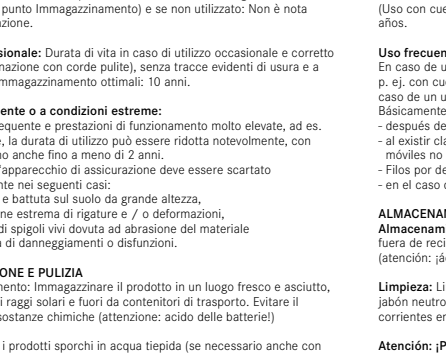 punto Immagazzinamento) e se non utilizzato: Non è nota
azione.
sionale: Durata di vita in caso di utilizzo occasionale e corretto
nazione con corde pulite), senza tracce evidenti di usura e a
mmagazzinamento ottimali: 10 anni.
ente o a condizioni estreme:
equente e prestazioni di funzionamento molto elevate, ad es.
e, la durata di utilizzo può essere ridotta notevolmente, con
no anche fino a meno di 2 anni.
'apparecchio di assicurazione deve essere scartato
nte nei seguenti casi:
e battuta sul suolo da grande altezza,
ne estrema di rigature e / o deformazioni,
di spigoli vivi dovuta ad abrasione del materiale
a di danneggiamenti o disfunzioni.
ONE E PULIZIA
mento: Immagazzinare il prodotto in un luogo fresco e asciutto,
i raggi solari e fuori da contenitori di trasporto. Evitare il
sostanze chimiche (attenzione: acido delle batterie!)
i prodotti sporchi in acqua tiepida (se necessario anche con
(Uso con cue
años.
Uso frecuen
En caso de u
p. ej. con cue
caso de un u
Básicamente
- después de
- al existir cla
móviles no
- Filos por de
- en el caso d
ALMACENAM
Almacenam
fuera de reci
(atención: ¡á
Limpieza: Li
jabón neutro
corrientes en
Atención: ¡P